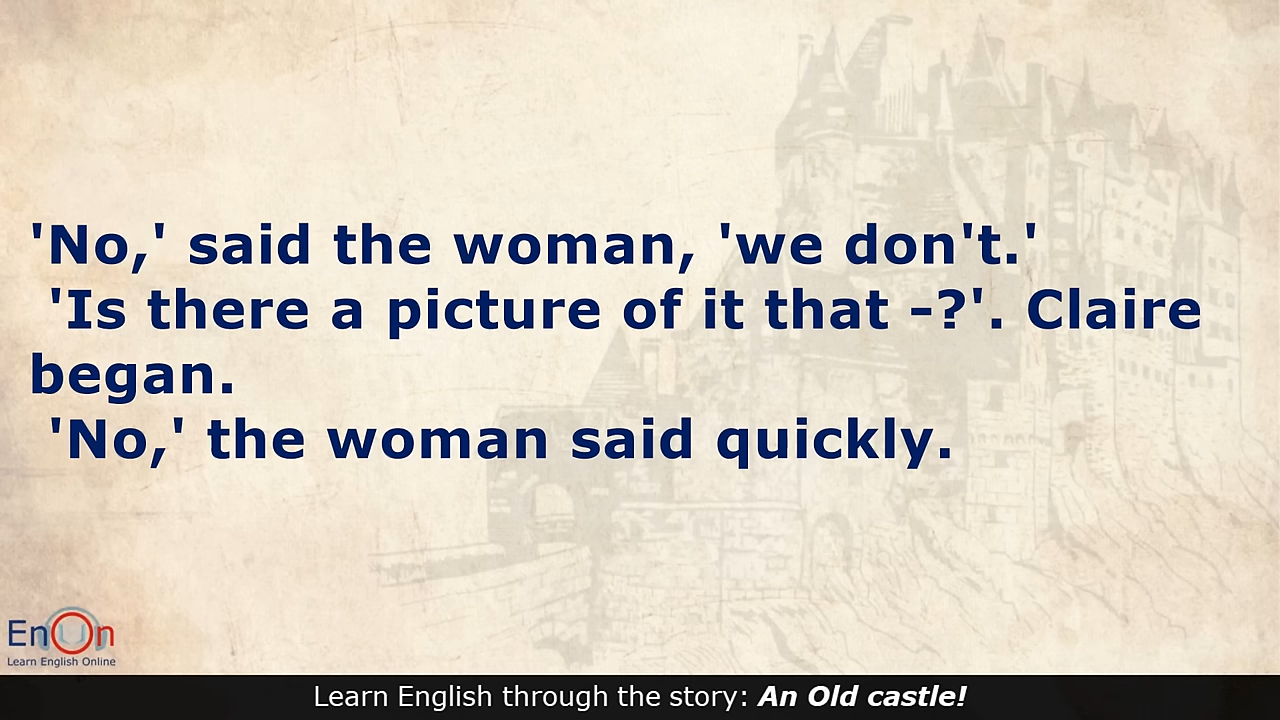 'No,' said the woman, 'we don't.'
'Is there a picture of it that -?'. Claire
began.
'No,' the woman said quickly.
EnOn
Learn English Online
Learn English through the story: An Old castle!